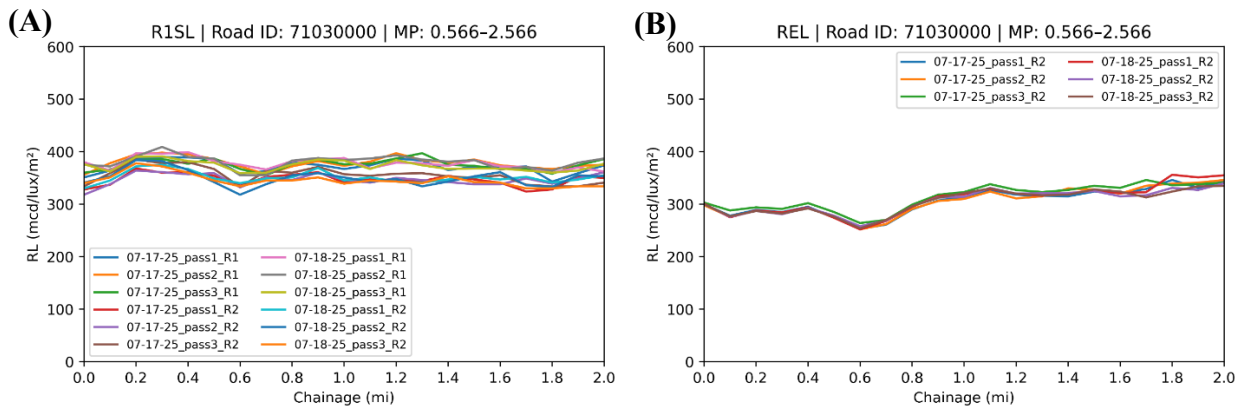 (A)
R1SL | Road ID: 71030000 | MP: 0.566–2.566
600
500
400
300
200
100
0
RL (mcd/lux/m²)
07-17-25_pass1_R1
07-17-25_pass2_R1
07-17-25_pass3_R1
07-17-25_pass1_R2
07-17-25_pass2_R2
07-17-25_pass3_R2
07-18-25_pass1_R1
07-18-25_pass2_R1
07-18-25_pass3_R1
07-18-25_pass1_R2
07-18-25_pass2_R2
07-18-25_pass3_R2
0.0 0.2 0.4 0.6 0.8 1.0 1.2 1.4 1.6 1.8 2.0
Chainage (mi)
(B)
REL | Road ID: 71030000 | MP: 0.566–2.566
600
500
400
300
200
100
0
RL (mcd/lux/m²)
07-17-25_pass1_R2
07-17-25_pass2_R2
07-17-25_pass3_R2
07-18-25_pass1_R2
07-18-25_pass2_R2
07-18-25_pass3_R2
0.0 0.2 0.4 0.6 0.8 1.0 1.2 1.4 1.6 1.8 2.0
Chainage (mi)